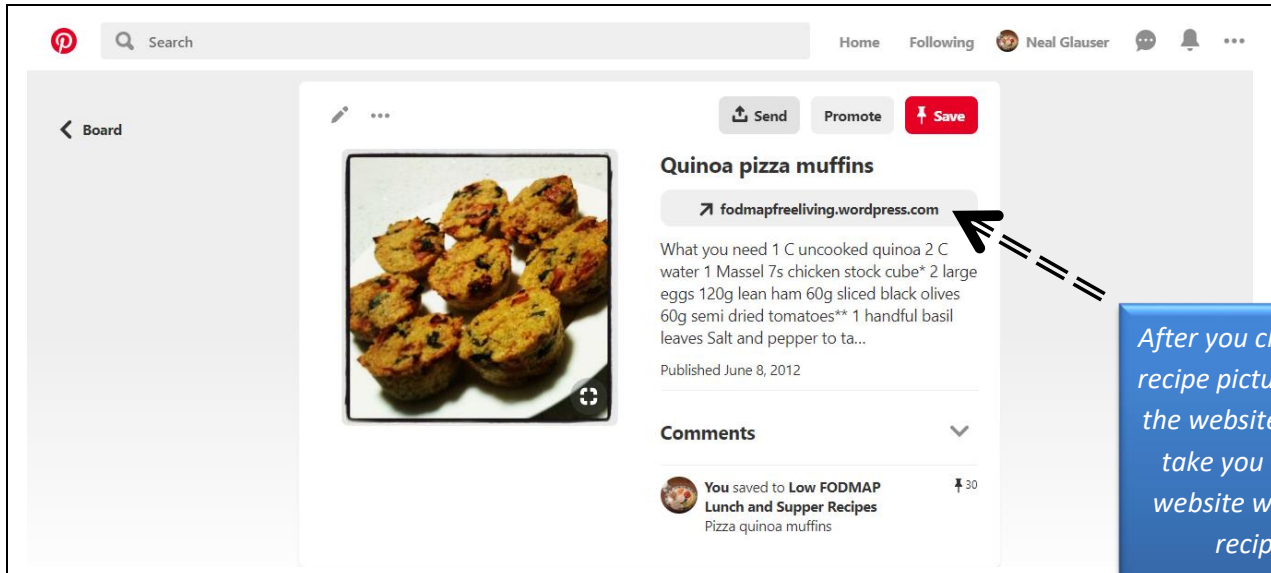 Search
Home Following Neal Glauser
Board
Send Promote Save
Quinoa pizza muffins
fodmapfreeliving.wordpress.com
What you need 1 C uncooked quinoa 2 C
water 1 Massel 7s chicken stock cube* 2 large
eggs 120g lean ham 60g sliced black olives
60g semi dried tomatoes** 1 handful basil
leaves Salt and pepper to ta...
Published June 8, 2012
Comments
You saved to Low FODMAP 30
Lunch and Supper Recipes
Pizza quinoa muffins
After you
recipe
the website
take you
website